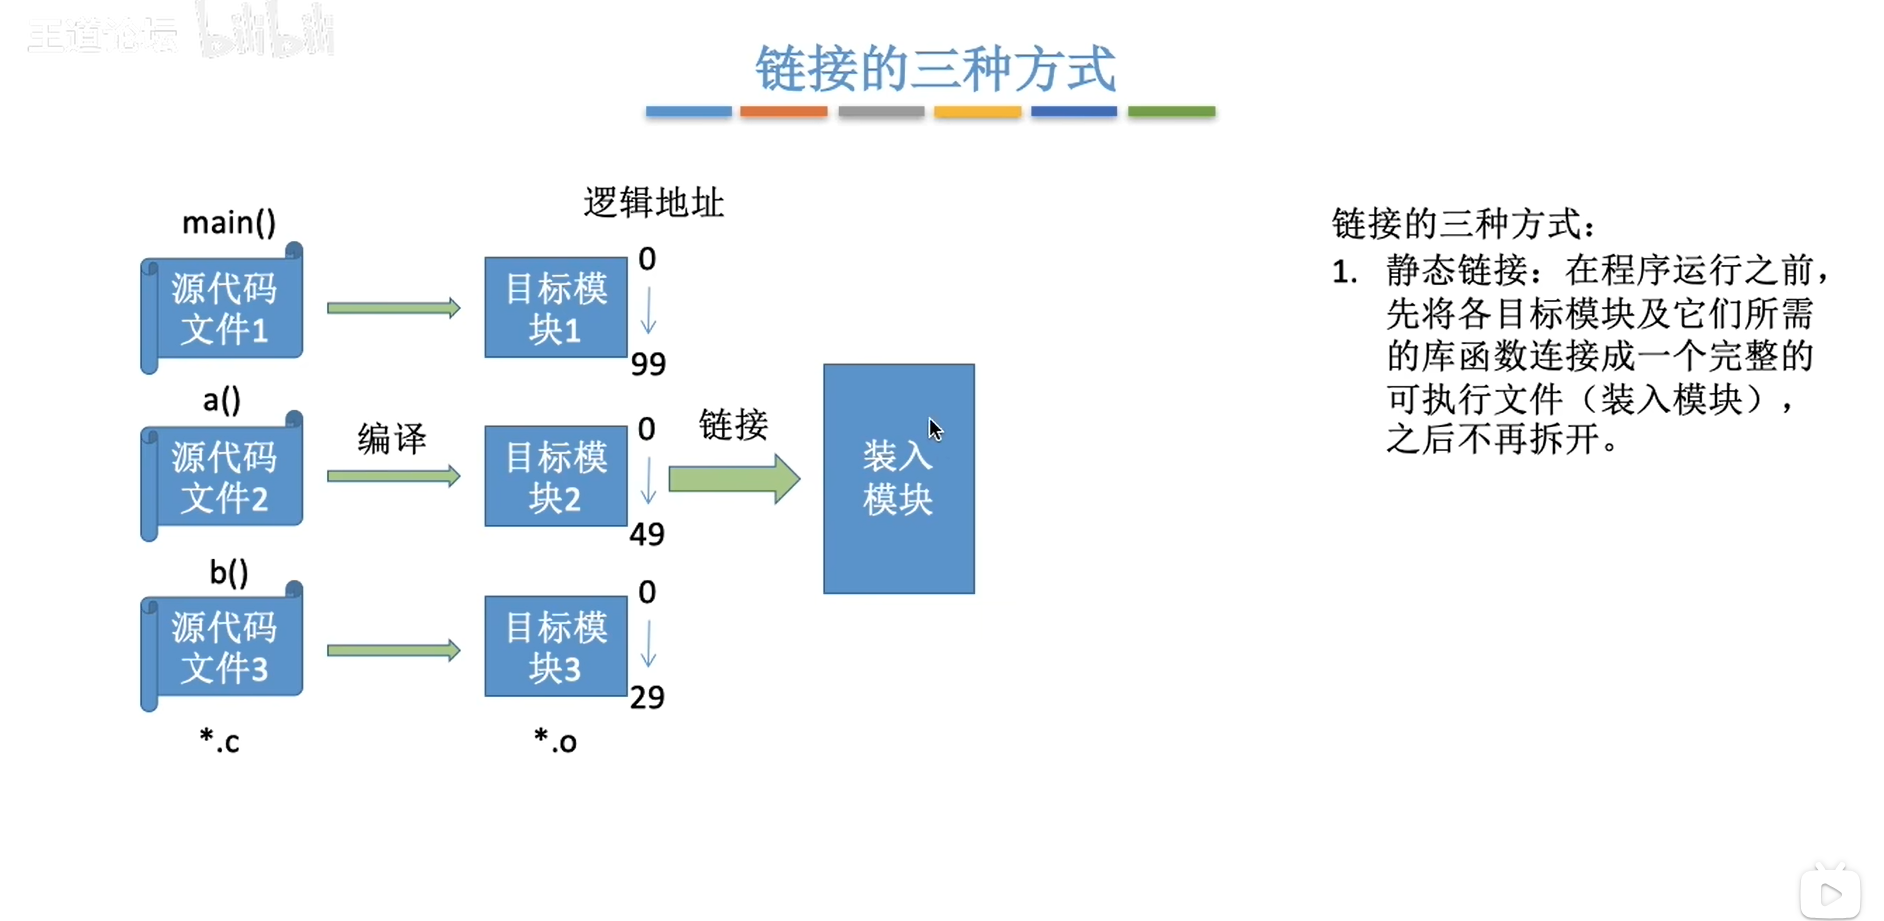 王道论坛 bilibili
链接的三种方式
逻辑地址
main()
源代码
文件1
目标模
块1
0
99
a()
源代码
文件2
编译
目标模
块2
0
49
链接
装入
模块
b()
源代码
文件3
目标模
块3
0
29
*.c
*.o
链接的三种方式：
1. 静态链接：在程序运行之前，
先将各目标模块及它们所需
的库函数连接成一个完整的
可执行文件（装入模块），
之后不再拆开。